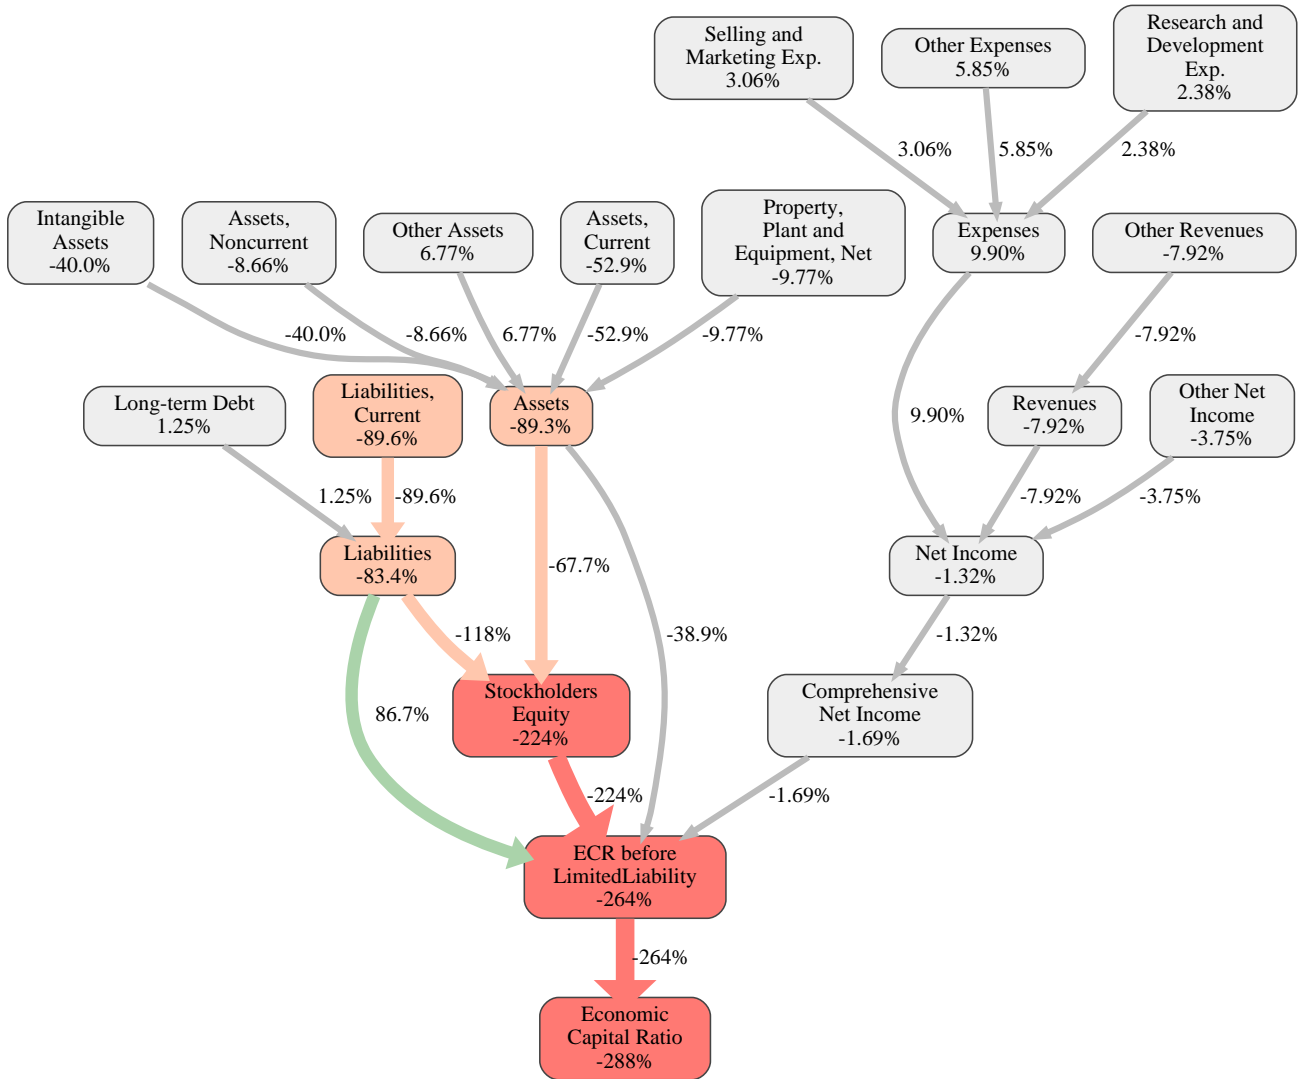 Selling and
Marketing Exp.
3.06%
Other Expenses
5.85%
Research and
Development
Exp.
2.38%
3.06%
5.85%
2.38%
Intangible
Assets
-40.0%
Assets,
Noncurrent
-8.66%
Other Assets
6.77%
Assets,
Current
-52.9%
Property,
Plant and
Equipment, Net
-9.77%
Expenses
9.90%
Other Revenues
-7.92%
-40.0%
-8.66%
6.77%
-52.9%
-9.77%
-7.92%
Long-term Debt
1.25%
Liabilities,
Current
-89.6%
Assets
-89.3%
9.90%
Revenues
-7.92%
Other Net
Income
-3.75%
1.25%
-89.6%
-7.92%
-3.75%
Liabilities
-83.4%
-67.7%
Net Income
-1.32%
-118%
-38.9%
-1.32%
86.7%
Stockholders
Equity
-224%
Comprehensive
Net Income
-1.69%
-224%
-1.69%
ECR before
LimitedLiability
-264%
-264%
Economic
Capital Ratio
-288%